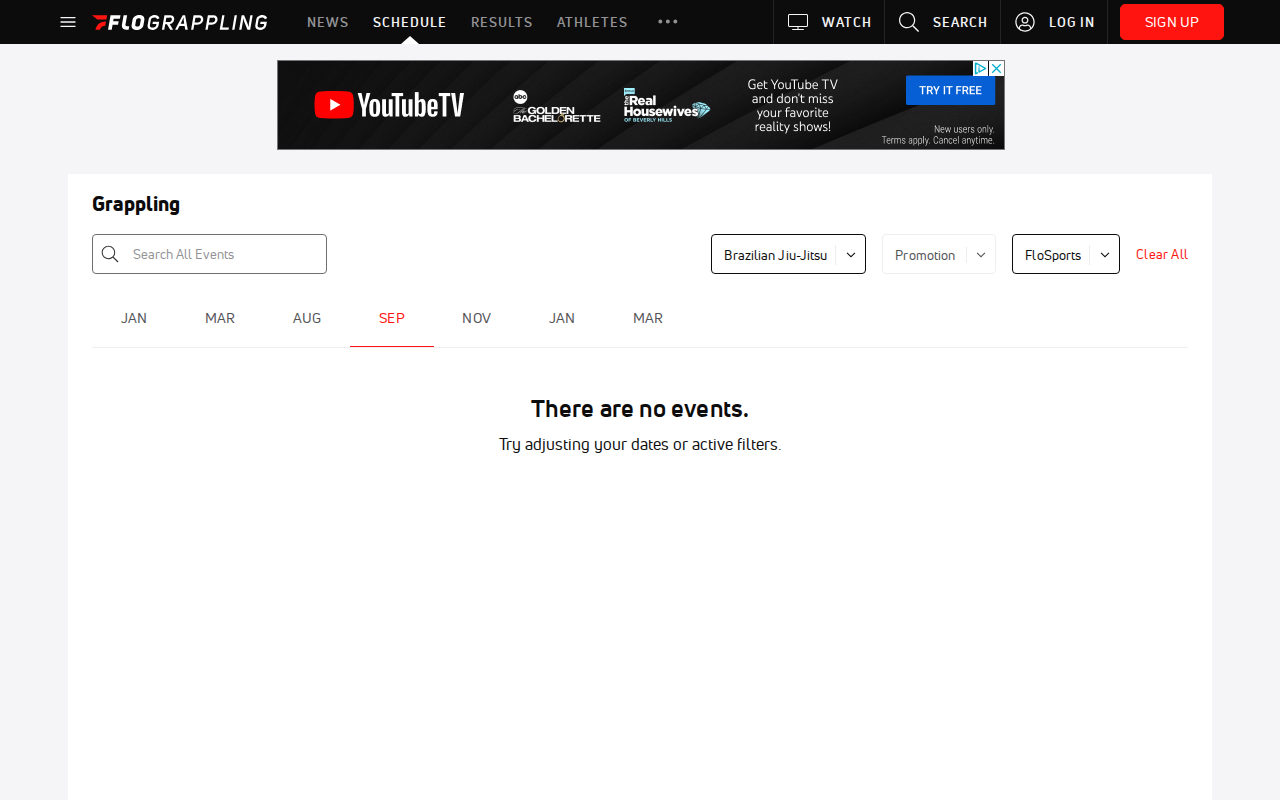 FLOGRAPPLING
NEWS
SCHEDULE
RESULTS
ATHLETES
WATCH
SEARCH
LOG IN
SIGN UP
YouTubeTV
abc
the GOLDEN
BACHELORETTE
the Real
Housewives
OF BEVERLY HILLS
Get YouTube TV
and don't miss
your favorite
reality shows!
TRY IT FREE
New users only.
Terms apply. Cancel anytime.
Grappling
Search All Events
Brazilian Jiu-Jitsu
Promotion
FloSports
Clear All
JAN
MAR
AUG
SEP
NOV
JAN
MAR
There are no events.
Try adjusting your dates or active filters.